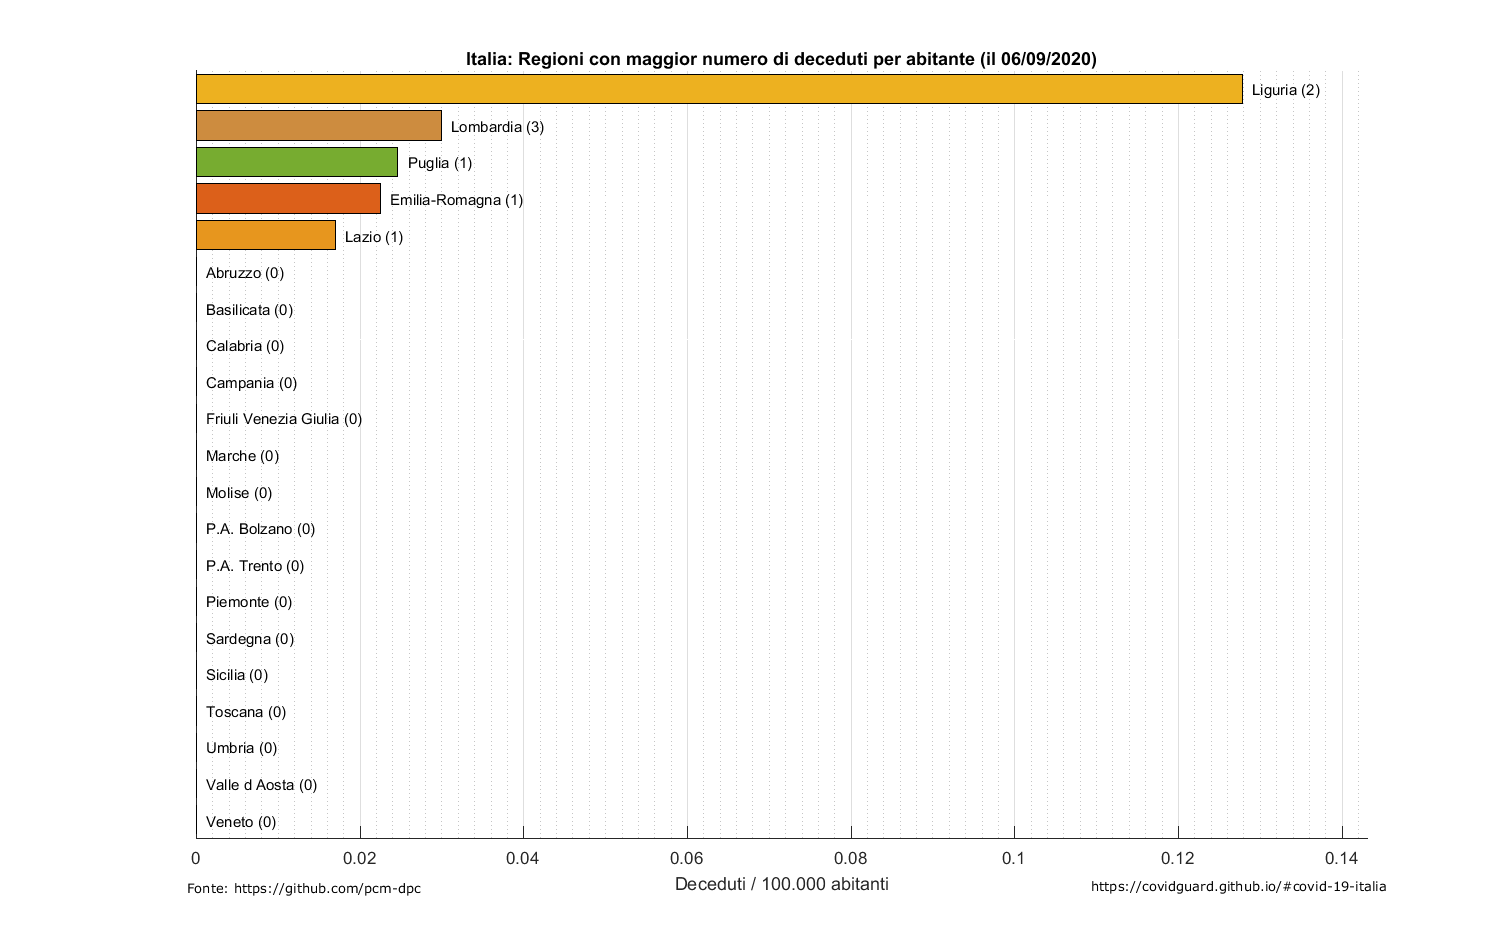 Italia: Regioni con maggior numero di deceduti per abitante (il 06/09/2020)
Liguria (2)
Lombardia (3)
Puglia (1)
Emilia-Romagna (1)
Lazio (1)
Abruzzo (0)
Basilicata (0)
Calabria (0)
Campania (0)
Friuli Venezia Giulia (0)
Marche (0)
Molise (0)
P.A. Bolzano (0)
P.A. Trento (0)
Piemonte (0)
Sardegna (0)
Sicilia (0)
Toscana (0)
Umbria (0)
Valle d Aosta (0)
Veneto (0)
0 0.02 0.04 0.06 0.08 0.1 0.12 0.14
Deceduti / 100.000 abitanti
Fonte: https://github.com/pcm-dpc
https://covidguard.github.io/#covid-19-italia